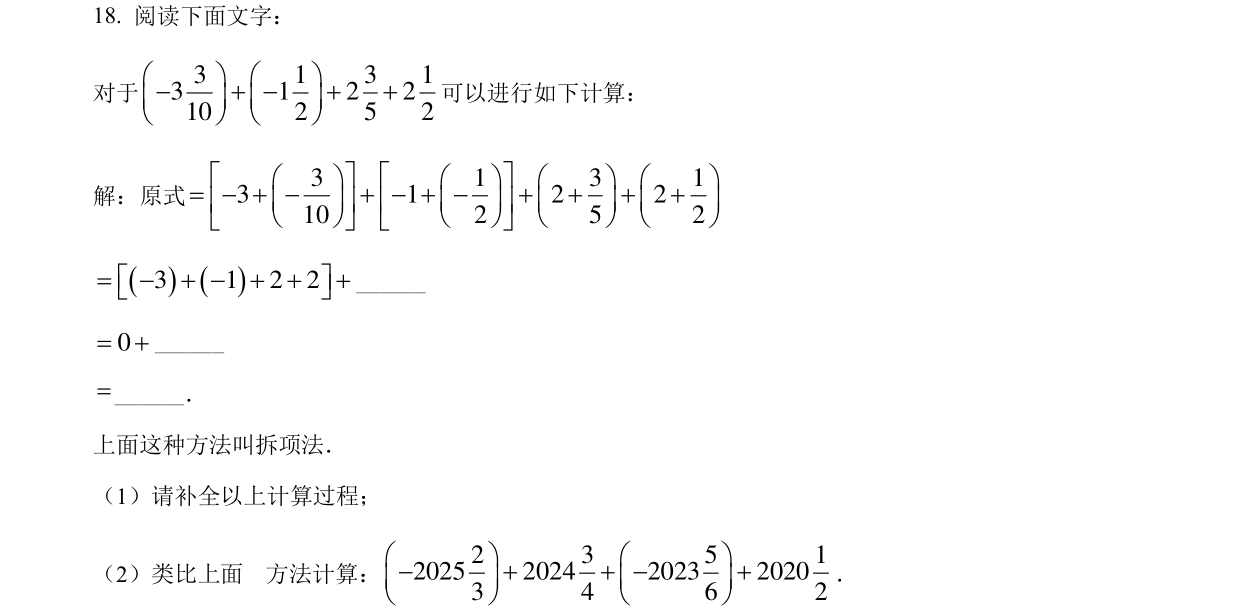 18. 阅读下面文字：
对于(−3 3/10)+(−1 1/2)+2 3/5+2 1/2可以进行如下计算：
解：原式=[−3+(−3/10)]+[−1+(−1/2)]+(2+3/5)+(2+1/2)
=[(−3)+(−1)+2+2]+______
=0+______
=______．
上面这种方法叫拆项法．
（1）请补全以上计算过程；
（2）类比上面　方法计算：(−2025 2/3)+2024 3/4+(−2023 5/6)+2020 1/2．